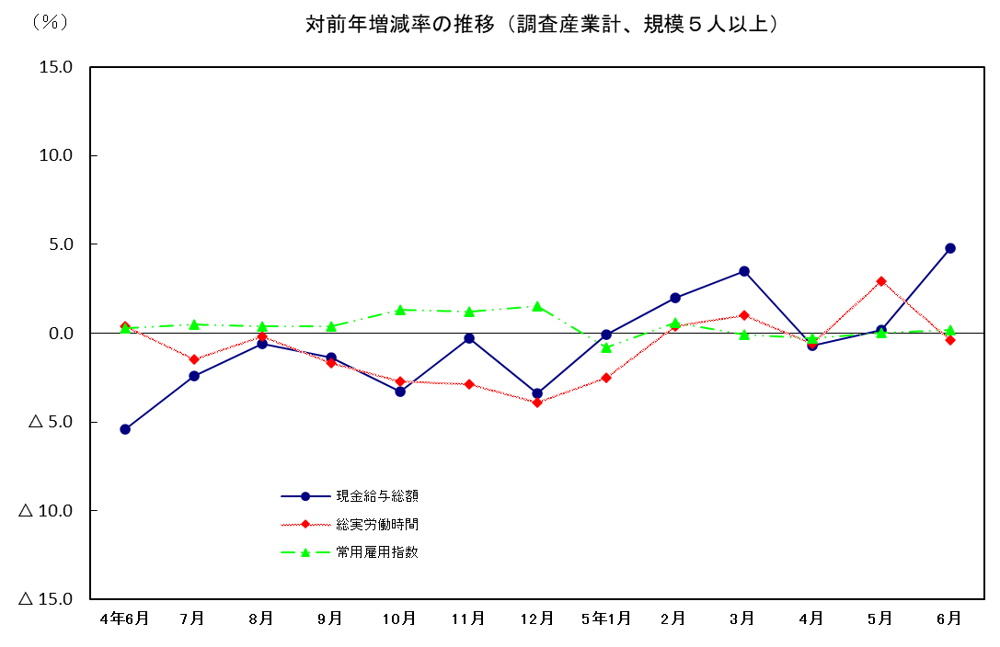 （％）
対前年増減率の推移（調査産業計、規模５人以上）
15.0
10.0
5.0
0.0
△ 5.0
△ 10.0
△ 15.0
現金給与総額
総実労働時間
常用雇用指数
4年6月 7月 8月 9月 10月 11月 12月 5年1月 2月 3月 4月 5月 6月